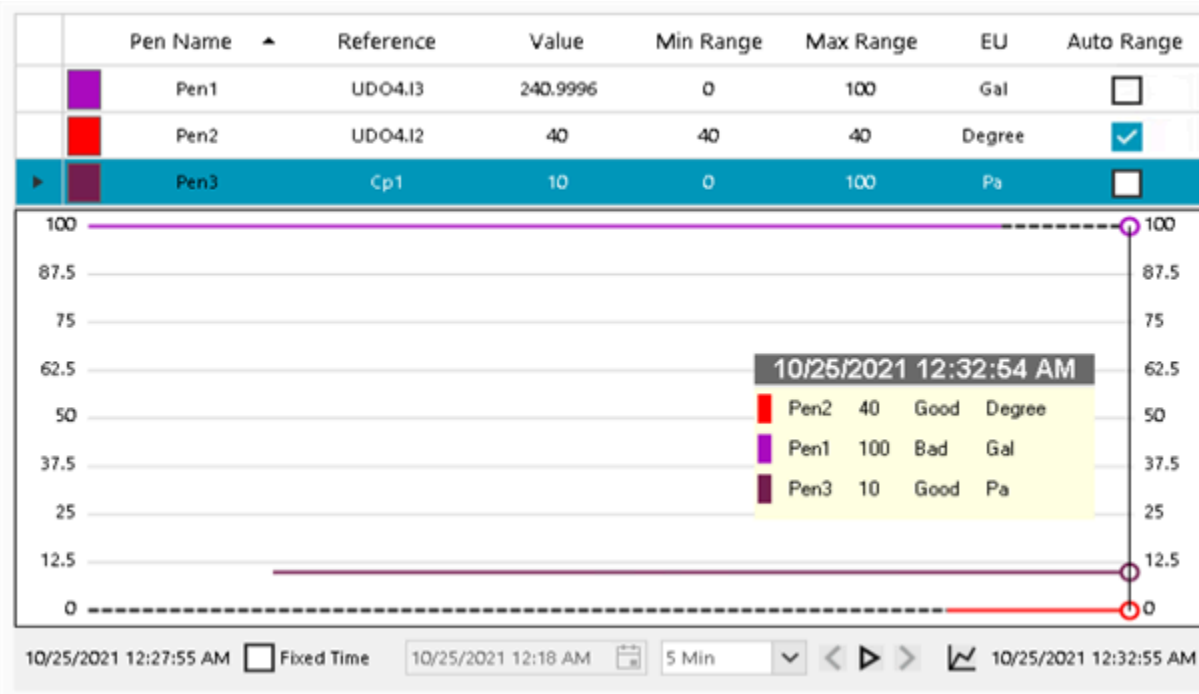 Pen Name Reference Value Min Range Max Range EU Auto Range
Pen1 UDO4.I3 240.9996 0 100 Gal
Pen2 UDO4.I2 40 40 40 Degree
Pen3 Cp1 10 0 100 Pa
100 100
87.5 87.5
75 75
62.5 62.5
10/25/2021 12:32:54 AM
Pen2 40 Good Degree
50 50
Pen1 100 Bad Gal
37.5 37.5
Pen3 10 Good Pa
25 25
12.5 12.5
0 0
10/25/2021 12:27:55 AM Fixed Time 10/25/2021 12:18 AM 5 Min 10/25/2021 12:32:55 AM